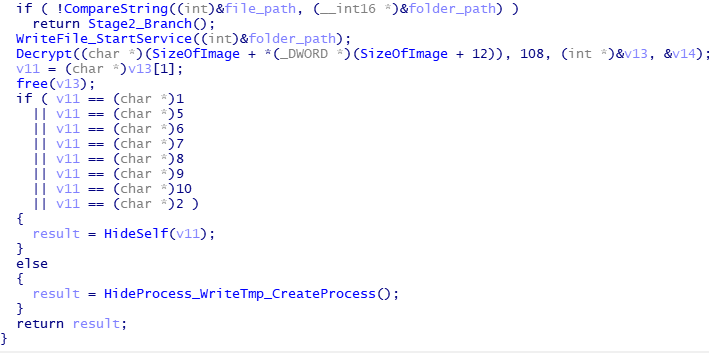 if ( !CompareString((int)&file_path, (__int16 *)&folder_path) )
return Stage2_Branch();
WriteFile_StartService((int)&folder_path);
Decrypt((char *)(SizeOfImage + *(_DWORD *)(SizeOfImage + 12)), 108, (int *)&v13, &v14);
v11 = (char *)v13[1];
free(v13);
if ( v11 == (char *)1
|| v11 == (char *)5
|| v11 == (char *)6
|| v11 == (char *)7
|| v11 == (char *)8
|| v11 == (char *)9
|| v11 == (char *)10
|| v11 == (char *)2 )
{
result = HideSelf(v11);
}
else
{
result = HideProcess_WriteTmp_CreateProcess();
}
return result;
}